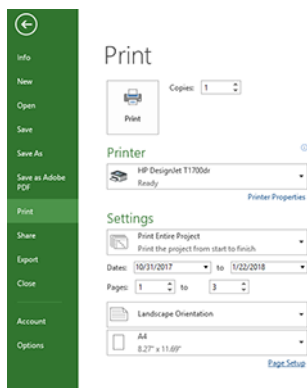 Info
New
Open
Save
Save As
Save as Adobe
PDF
Print
Share
Export
Close
Account
Options
Print
Copies: 1
Print
Printer
HP DesignJet T1700dr
Ready
Printer Properties
Settings
Print Entire Project
Print the project from start to finish
Dates: 10/31/2017 to 1/22/2018
Pages: 1 to 3
Landscape Orientation
A4
8.27" x 11.69"
Page Setup